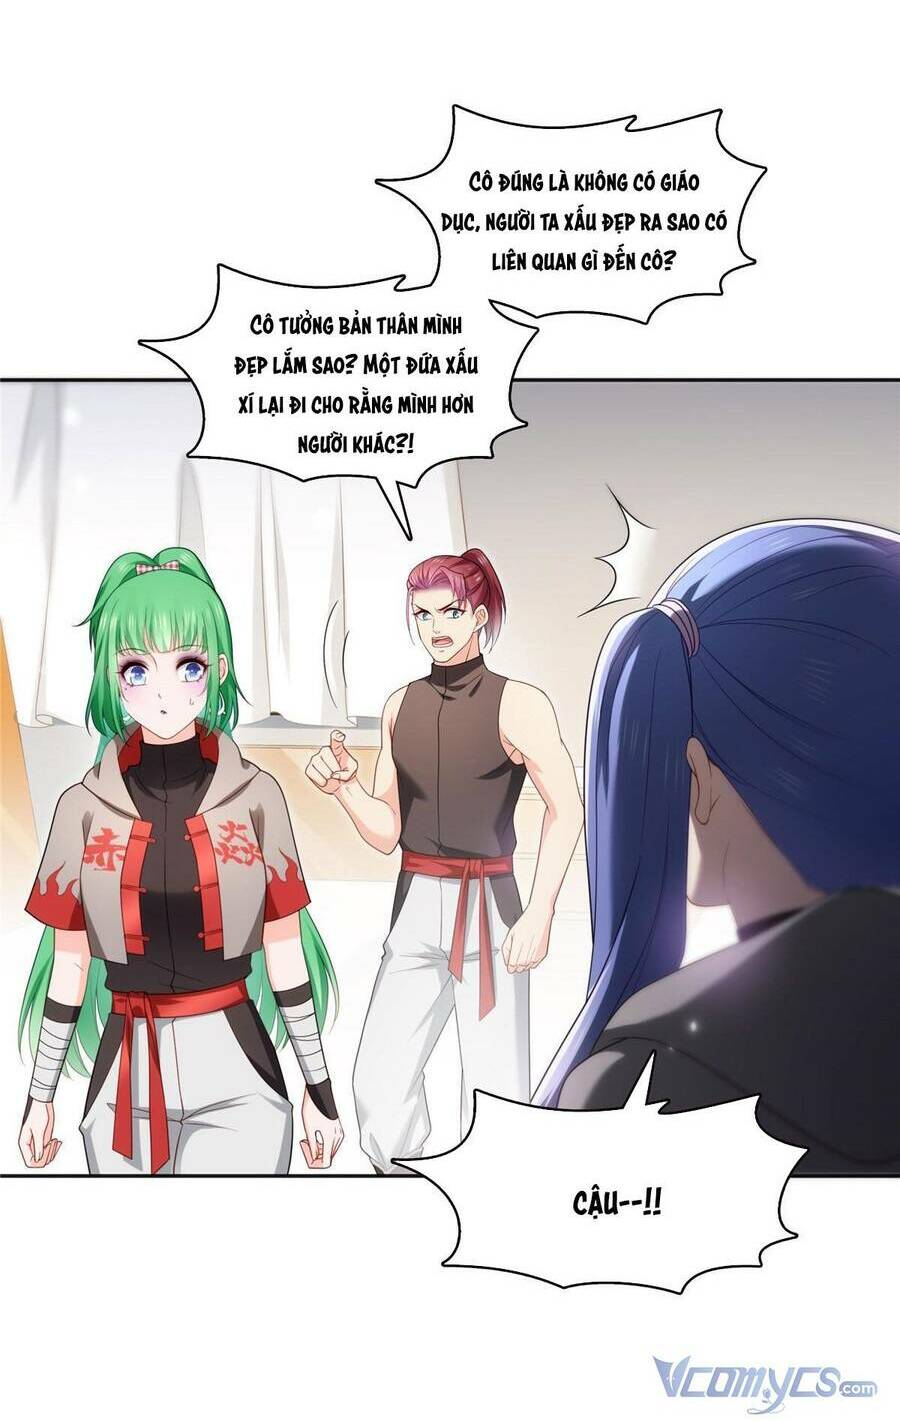 CÔ ĐÚNG LÀ KHÔNG CÓ GIÁO
DỤC, NGƯỜI TA XẤU ĐẸP RA SAO CÓ
LIÊN QUAN GÌ ĐẾN CÔ?
CÔ TƯỞNG BẢN THÂN MÌNH
ĐẸP LẮM SAO? MỘT ĐỨA XẤU
XÍ LẠI ĐI CHO RẰNG MÌNH HƠN
NGƯỜI KHÁC?!
赤 焱焱
CẬU--!!
VCOMYCS.com